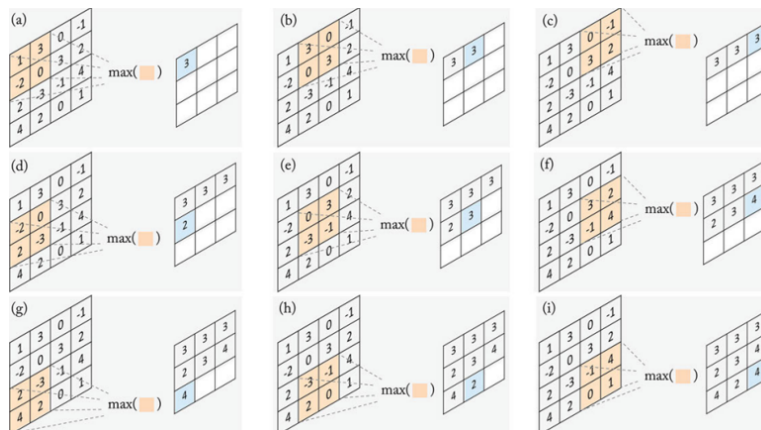 (a)
1 3 0 -1
-2 0 3 2
2 -3 -1 4
4 2 0 1
max( )
3
(b)
1 3 0 -1
-2 0 3 2
2 -3 -1 4
4 2 0 1
max( )
3 3
(c)
1 3 0 -1
-2 0 3 2
2 -3 -1 4
4 2 0 1
max( )
3 3 3
(d)
1 3 0 -1
-2 0 3 2
2 -3 -1 4
4 2 0 1
max( )
3 3 3
2
(e)
1 3 0 -1
-2 0 3 2
2 -3 -1 4
4 2 0 1
max( )
3 3 3
2 3
(f)
1 3 0 -1
-2 0 3 2
2 -3 -1 4
4 2 0 1
max( )
3 3 3
2 3 4
(g)
1 3 0 -1
-2 0 3 2
2 -3 -1 4
4 2 0 1
max( )
3 3 3
2 3 4
4
(h)
1 3 0 -1
-2 0 3 2
2 -3 -1 4
4 2 0 1
max( )
3 3 3
2 3 4
4 2
(i)
1 3 0 -1
-2 0 3 2
2 -3 -1 4
4 2 0 1
max( )
3 3 3
2 3 4
4 2 4